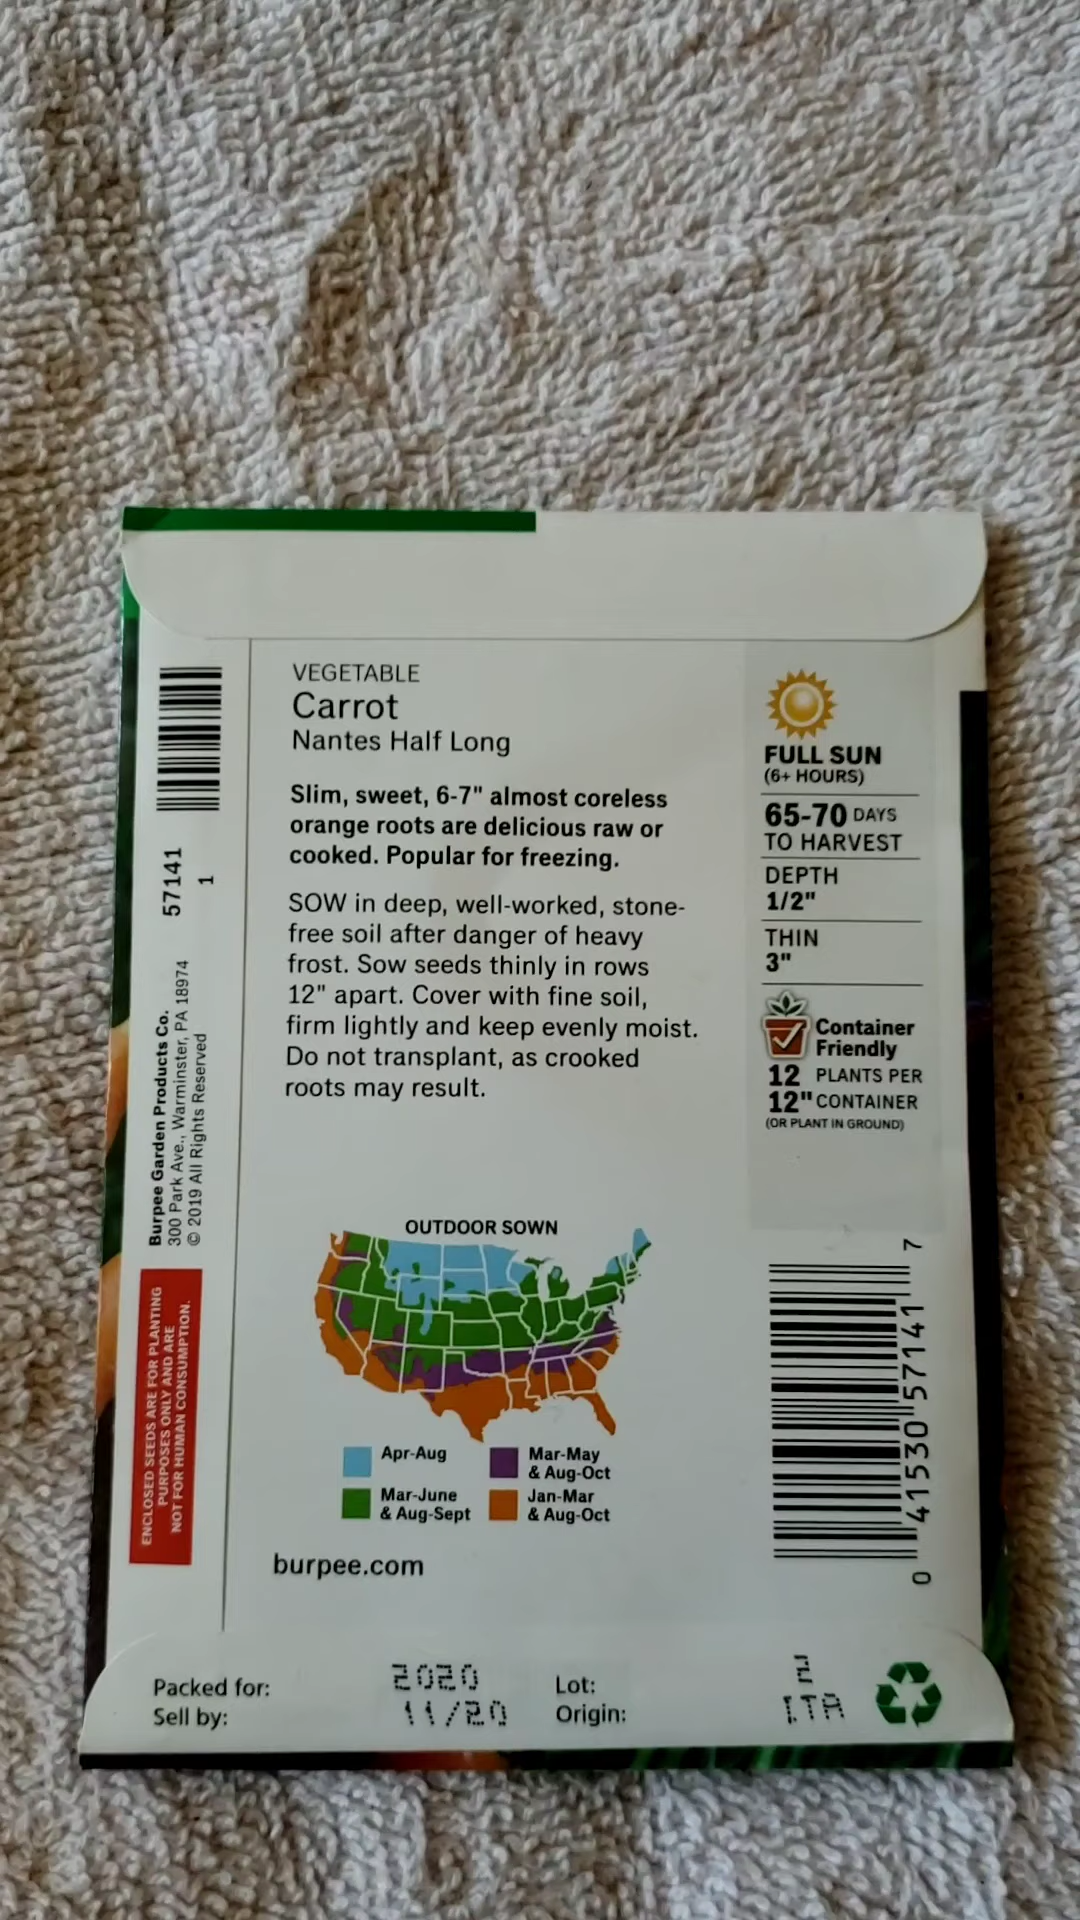 VEGETABLE
Carrot
Nantes Half Long
Slim, sweet, 6-7" almost coreless
orange roots are delicious raw or
cooked. Popular for freezing.
SOW in deep, well-worked, stone-
free soil after danger of heavy
frost. Sow seeds thinly in rows
12" apart. Cover with fine soil,
firm lightly and keep evenly moist.
Do not transplant, as crooked
roots may result.
FULL SUN
(6+ HOURS)
65-70 DAYS
TO HARVEST
DEPTH
1/2"
THIN
3"
Container
Friendly
12 PLANTS PER
12" CONTAINER
(OR PLANT IN GROUND)
57141
1
Burpee Garden Products Co.
300 Park Ave., Warminster, PA 18974
© 2019 All Rights Reserved
ENCLOSED SEEDS ARE FOR PLANTING
PURPOSES ONLY AND ARE
NOT FOR HUMAN CONSUMPTION.
OUTDOOR SOWN
Apr-Aug
Mar-June
& Aug-Sept
Mar-May
& Aug-Oct
Jan-Mar
& Aug-Oct
burpee.com
0 41530 57141 7
Packed for: 2020
Sell by: 11/20
Lot: 2
Origin: ITA